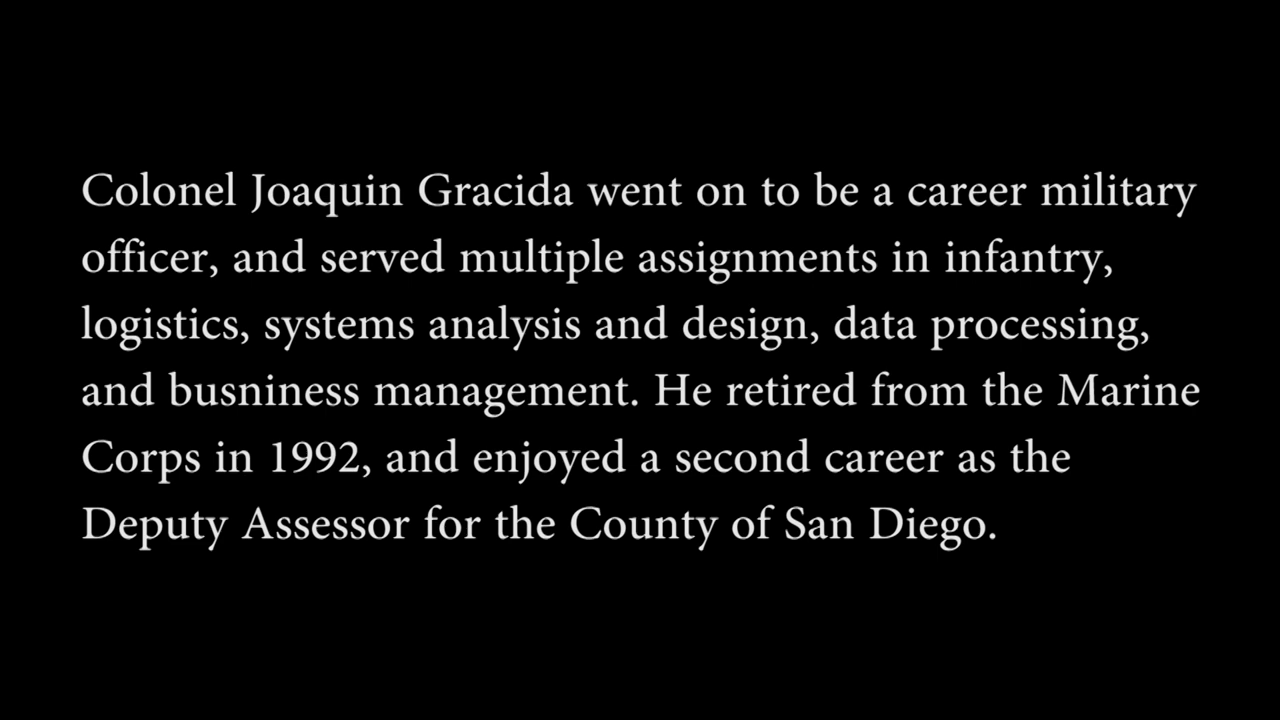 Colonel Joaquin Gracida went on to be a career military
officer, and served multiple assignments in infantry,
logistics, systems analysis and design, data processing,
and busniness management. He retired from the Marine
Corps in 1992, and enjoyed a second career as the
Deputy Assessor for the County of San Diego.